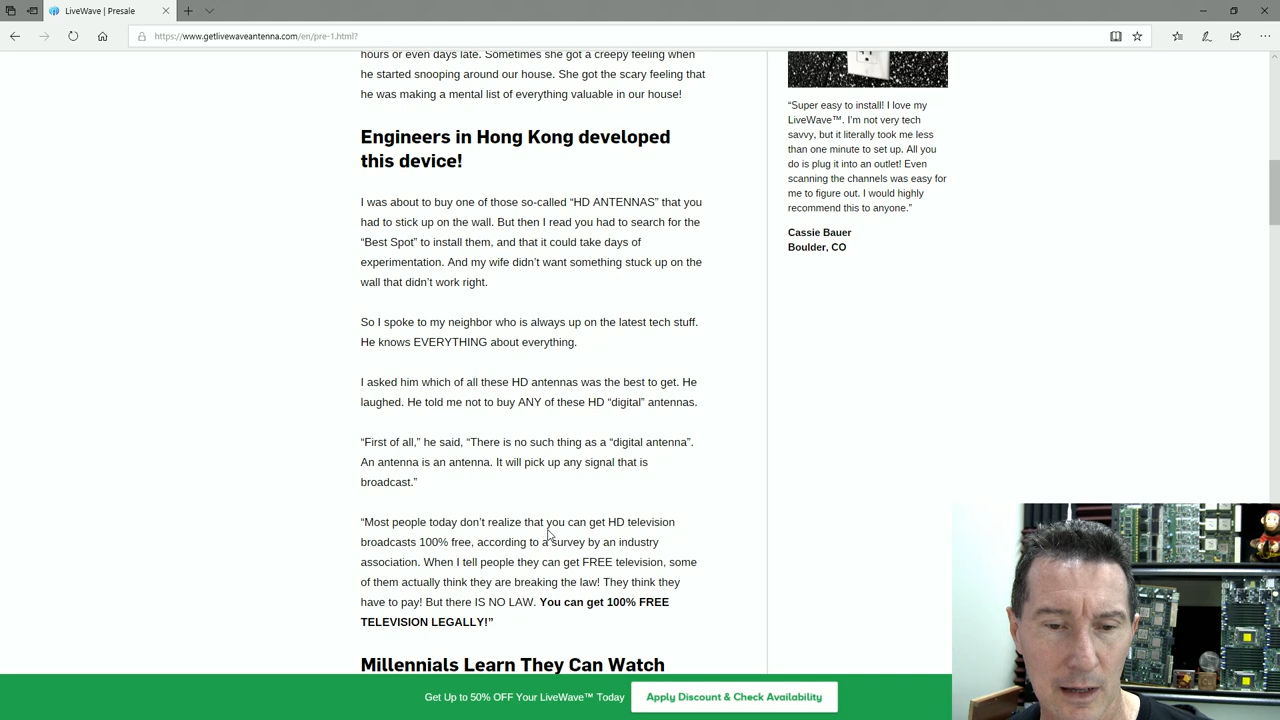 LiveWave | Presale
https://www.getlivewaveantenna.com/en/pre-1.html?
hours or even days late. Sometimes she got a creepy feeling when
he started snooping around our house. She got the scary feeling that
he was making a mental list of everything valuable in our house!
Engineers in Hong Kong developed
this device!
I was about to buy one of those so-called “HD ANTENNAS” that you
had to stick up on the wall. But then I read you had to search for the
“Best Spot” to install them, and that it could take days of
experimentation. And my wife didn’t want something stuck up on the
wall that didn’t work right.
So I spoke to my neighbor who is always up on the latest tech stuff.
He knows EVERYTHING about everything.
I asked him which of all these HD antennas was the best to get. He
laughed. He told me not to buy ANY of these HD “digital” antennas.
“First of all,” he said, “There is no such thing as a “digital antenna”.
An antenna is an antenna. It will pick up any signal that is
broadcast.”
“Most people today don’t realize that you can get HD television
broadcasts 100% free, according to a survey by an industry
association. When I tell people they can get FREE television, some
of them actually think they are breaking the law! They think they
have to pay! But there IS NO LAW. You can get 100% FREE
TELEVISION LEGALLY!”
Millennials Learn They Can Watch
“Super easy to install! I love my
LiveWave™. I’m not very tech
savvy, but it literally took me less
than one minute to set up. All you
do is plug it into an outlet! Even
scanning the channels was easy for
me to figure out. I would highly
recommend this to anyone.”
Cassie Bauer
Boulder, CO
Get Up to 50% OFF Your LiveWave™ Today
Apply Discount & Check Availability